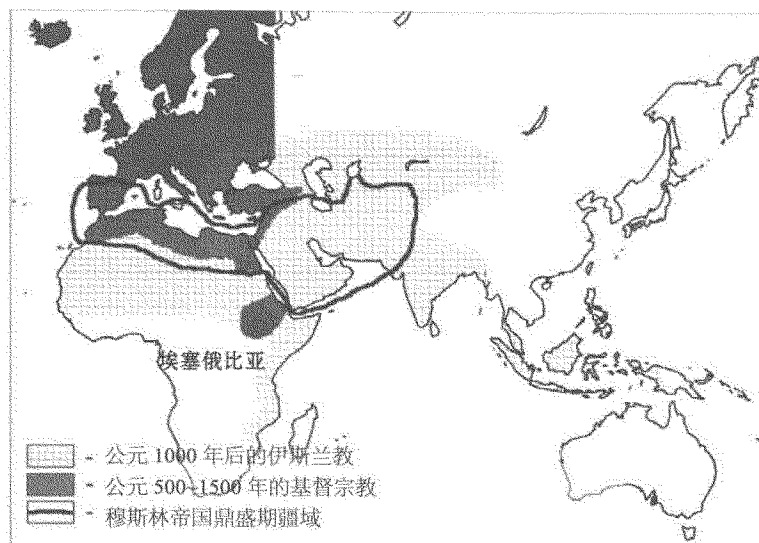 埃塞俄比亚
- 公元 1000 年后的伊斯兰教
- 公元 500-1500 年的基督宗教
- 穆斯林帝国鼎盛期疆域